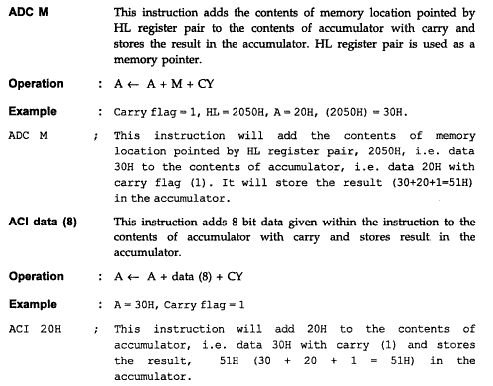 ADC M This instruction adds the contents of memory location pointed by
HL register pair to the contents of accumulator with carry and
stores the result in the accumulator. HL register pair is used as a
memory pointer.
Operation : A ← A + M + CY
Example : Carry flag = 1, HL = 2050H, A = 20H, (2050H) = 30H.
ADC M ; This instruction will add the contents of memory
location pointed by HL register pair, 2050H, i.e. data
30H to the contents of accumulator, i.e. data 20H with
carry flag (1). It will store the result (30+20+1=51H)
in the accumulator.
ACI data (8) This instruction adds 8 bit data given within the instruction to the
contents of accumulator with carry and stores result in the
accumulator.
Operation : A ← A + data (8) + CY
Example : A = 30H, Carry flag = 1
ACI 20H ; This instruction will add 20H to the contents of
accumulator, i.e. data 30H with carry (1) and stores
the result, 51H (30 + 20 + 1 = 51H) in the
accumulator.